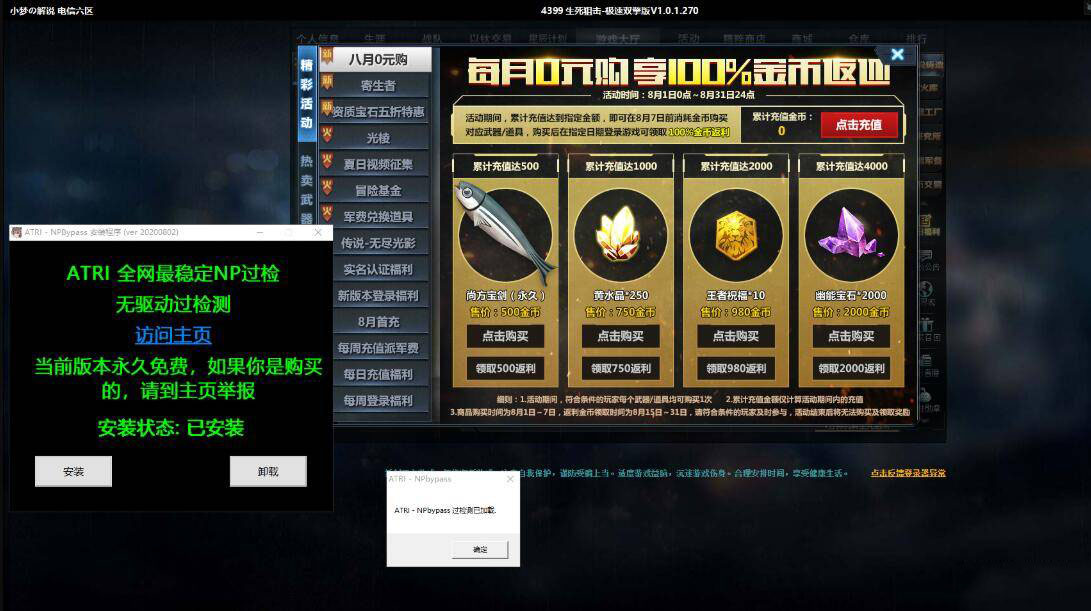 小梦の解说 电信六区
4399 生死狙击-极速双擎版V1.0.1.270
个人信息
生涯
战队
星辰计划
游戏大厅
活动
商城
仓库
排行
精彩活动
热卖武器
新 八月0元购
新 寄生者
新 资质宝石五折特惠
火 光棱
火 夏日视频征集
火 冒险基金
火 军费兑换道具
传说-无尽光影
实名认证福利
新版本登录福利
8月首充
每周充值派军费
每日充值福利
每周登录福利
每月0元购 享100%金币返还
活动时间：8月1日0点～8月31日24点
活动期间，累计充值达到指定金额，即可在8月7日前消耗金币购买
对应武器/道具，购买后在指定日期登录游戏可领取100%金币返利
累计充值金币：
0
点击充值
累计充值达500
累计充值达1000
累计充值达2000
累计充值达4000
尚方宝剑（永久）
黄水晶*250
王者祝福*10
幽能宝石*2000
售价：500金币
售价：750金币
售价：980金币
售价：2000金币
点击购买
点击购买
点击购买
点击购买
领取500返利
领取750返利
领取980返利
领取2000返利
细则：1.活动期间，符合条件的玩家每个武器/道具均可购买1次 2.累计充值金额仅计算活动期间内的充值
3.商品购买时间为8月1日～7日，返利金币领取时间为8月15日～31日，请符合条件的玩家及时参与，活动结束后将无法购买及领取奖励
ATRI - NPBypass 安装程序 (ver 20200802)
ATRI 全网最稳定NP过检
无驱动过检测
访问主页
当前版本永久免费，如果你是购买
的，请到主页举报
安装状态: 已安装
安装
卸载
自我保护，谨防受骗上当。适度游戏益脑，沉迷游戏伤身。合理安排时间，享受健康生活。
点击反馈登录器异常
ATRI - NPbypass
ATRI - NPbypass 过检测已加载.
确定